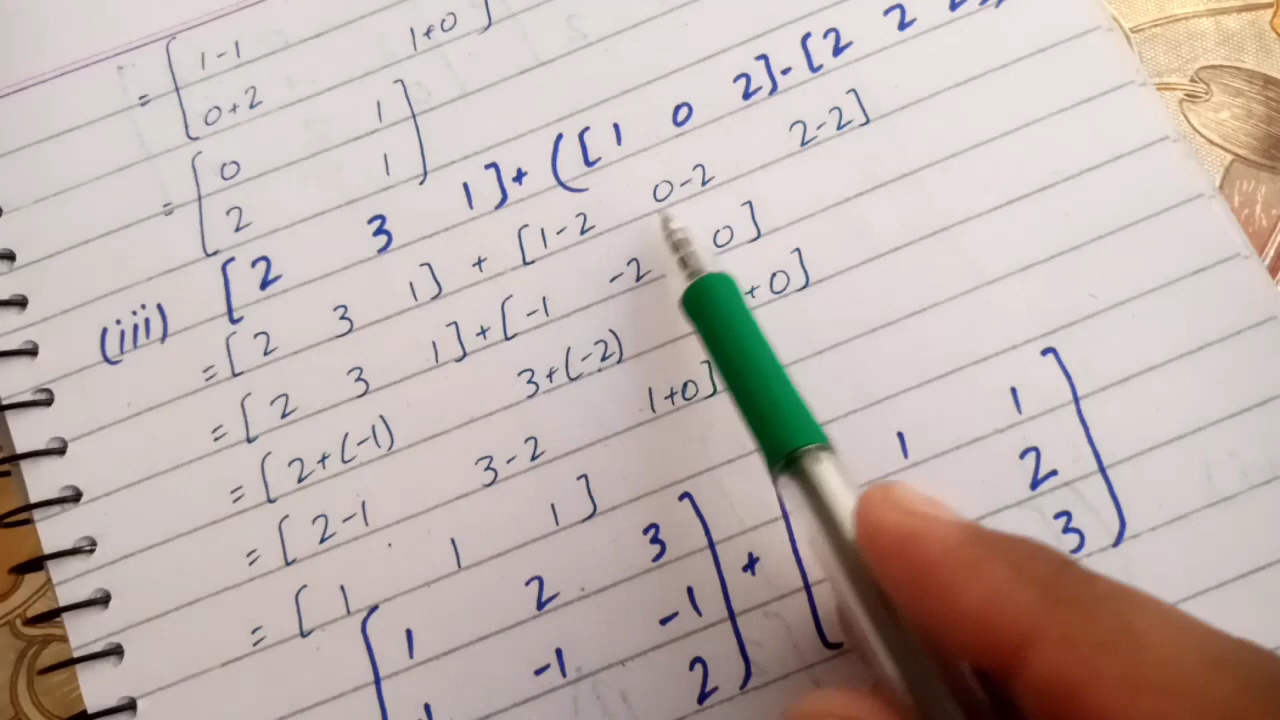 = [ 1-1 1+0 ]
0+2
= [ 0 1 ]
2 1
(iii) [2 3 1]+([1 0 2]-[2 2
= [2 3 1] + [1-2 0-2 2-2]
= [2 3 1]+[-1 -2 0]
= [2+(-1) 3+(-2) +0]
= [2-1 3-2 1+0]
= [1 1 1]
[ 1 2 3 ] + [ 1 1 ]
-1 -1 2
2 3